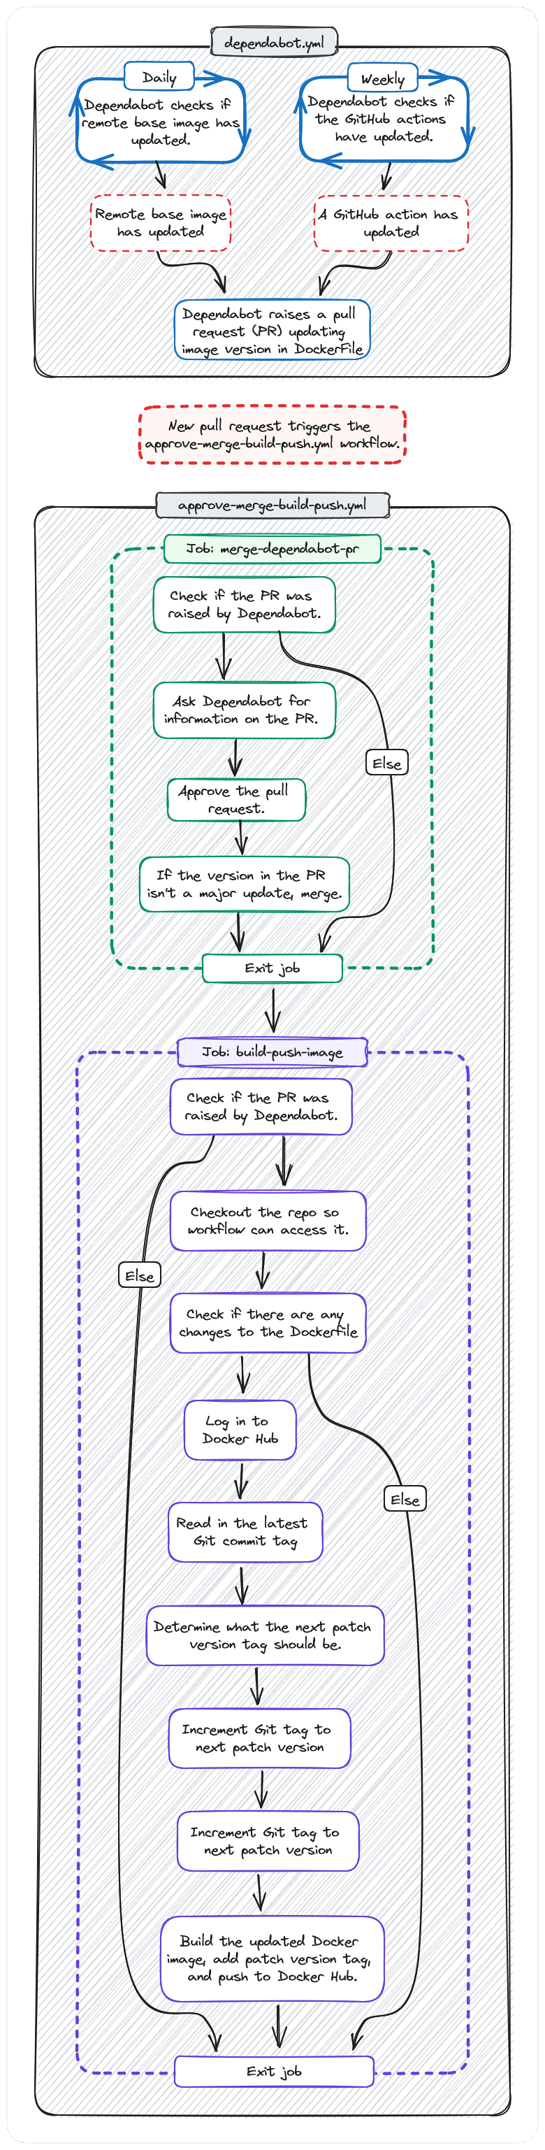 dependabot.yml
Daily
Dependabot checks if
remote base image has
updated.
Weekly
Dependabot checks if
the GitHub actions
have updated.
Remote base image
has updated
A GitHub action has
updated
Dependabot raises a pull
request (PR) updating
image version in DockerFile
New pull request triggers the
approve-merge-build-push.yml workflow.
approve-merge-build-push.yml
Job: merge-dependabot-pr
Check if the PR was
raised by Dependabot.
Ask Dependabot for
information on the PR.
Else
Approve the pull
request.
If the version in the PR
isn't a major update, merge.
Exit job
Job: build-push-image
Check if the PR was
raised by Dependabot.
Checkout the repo so
workflow can access it.
Else
Check if there are any
changes to the Dockerfile
Log in to
Docker Hub
Else
Read in the latest
Git commit tag
Determine what the next patch
version tag should be.
Increment Git tag to
next patch version
Increment Git tag to
next patch version
Build the updated Docker
image, add patch version tag,
and push to Docker Hub.
Exit job